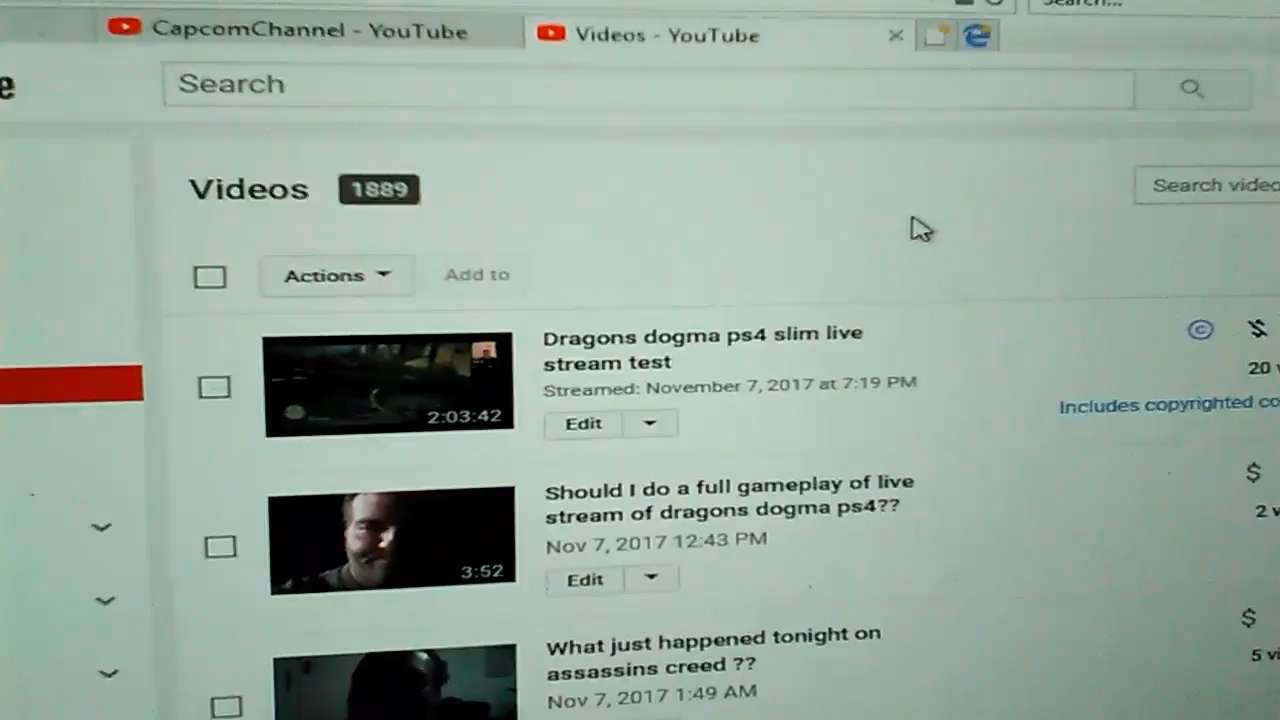 CapcomChannel - YouTube
Videos - YouTube
e
Search
Videos 1889
Actions
Add to
Dragons dogma ps4 slim live
stream test
Streamed: November 7, 2017 at 7:19 PM
20
Includes copyrighted
2:03:42
Edit
Should I do a full gameplay of live
stream of dragons dogma ps4??
Nov 7, 2017 12:43 PM
$
2
3:52
Edit
What just happened tonight on
assassins creed ??
Nov 7, 2017 1:49 AM
$
5